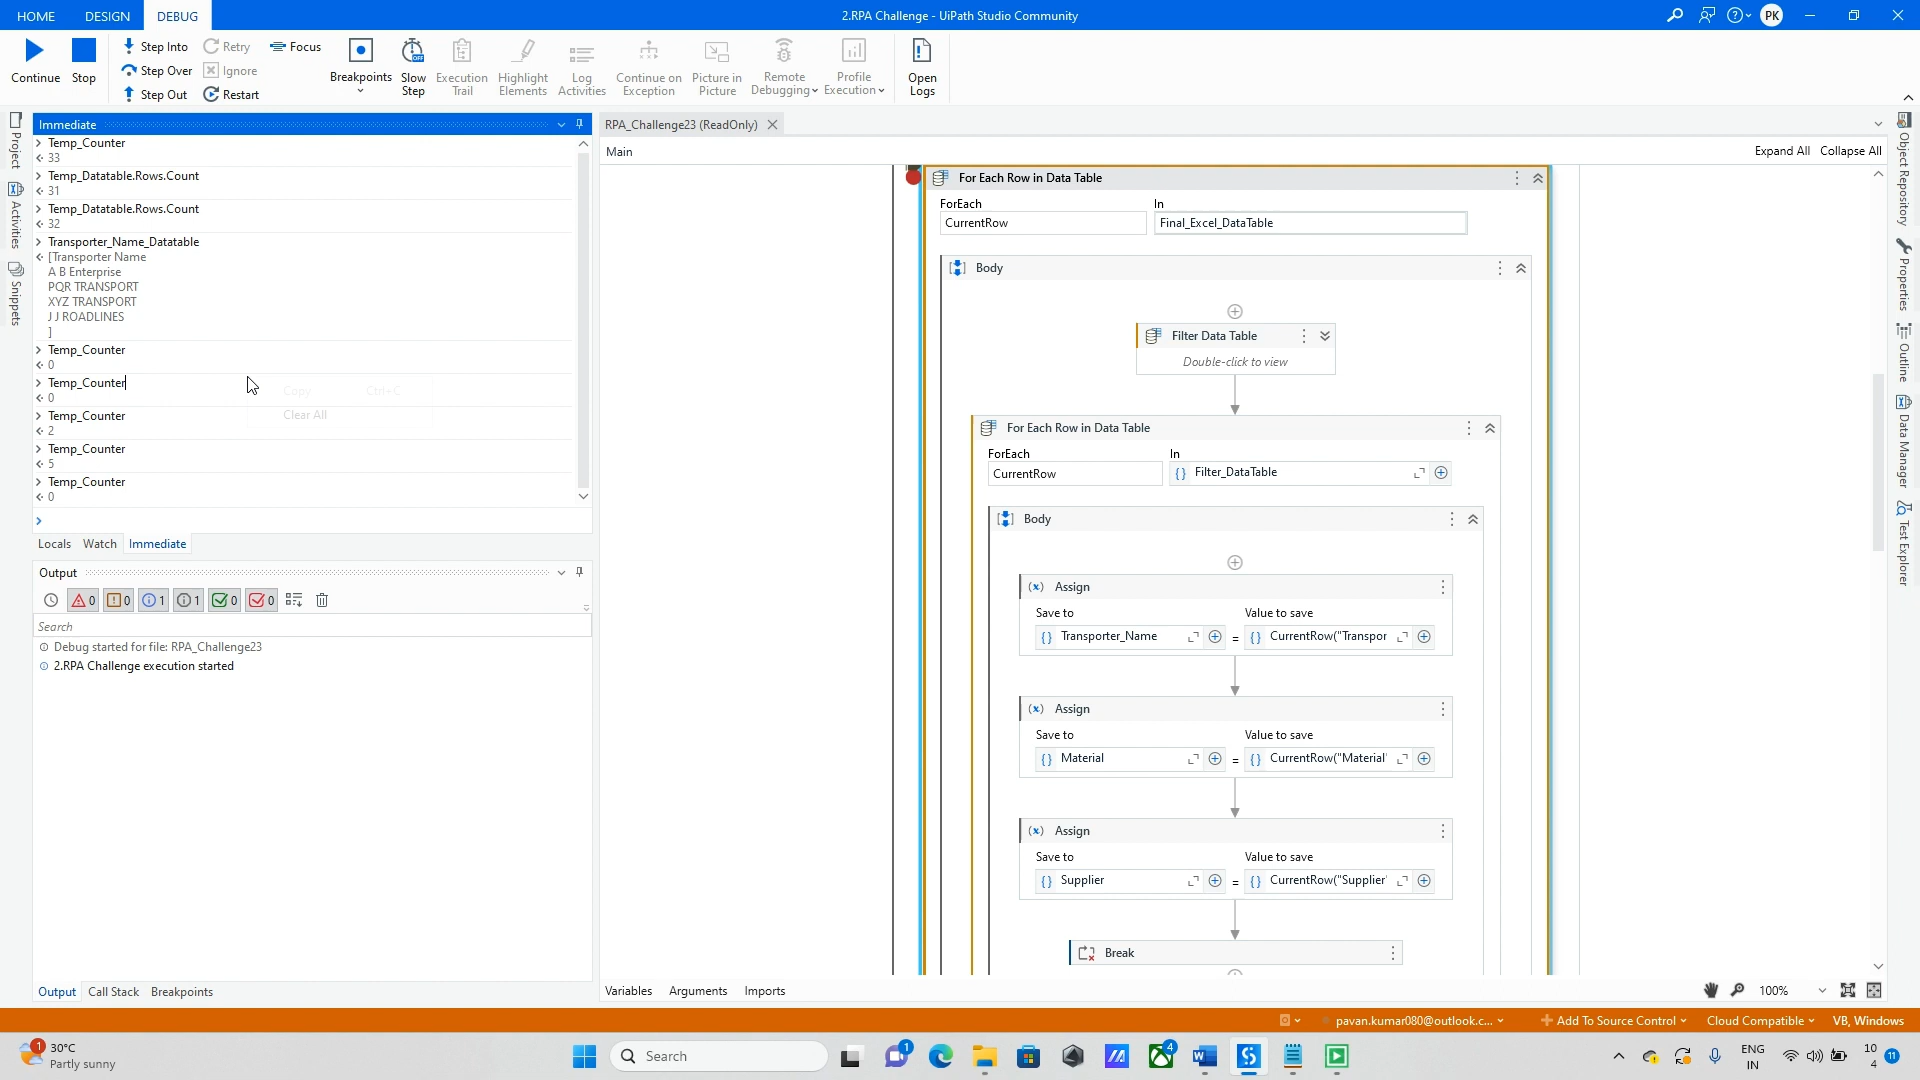 HOME DESIGN DEBUG
2.RPA Challenge - UiPath Studio Community
PK
Continue
Stop
Step Into
Step Over
Step Out
Retry
Ignore
Restart
Focus
Breakpoints
Slow Step
Execution Trail
Highlight Elements
Log Activities
Continue on Exception
Picture in Picture
Remote Debugging
Profile Execution
Open Logs
Project
Activities
Snippets
Immediate
Temp_Counter
33
Temp_Datatable.Rows.Count
31
Temp_Datatable.Rows.Count
32
Transporter_Name_Datatable
[Transporter Name
A B Enterprise
PQR TRANSPORT
XYZ TRANSPORT
J J ROADLINES
]
Temp_Counter
0
Temp_Counter
0
Temp_Counter
2
Temp_Counter
5
Temp_Counter
0
Copy Ctrl+C
Clear All
Locals Watch Immediate
Output
0 0 1 1 0 0
Search
Debug started for file: RPA_Challenge23
2.RPA Challenge execution started
Output Call Stack Breakpoints
RPA_Challenge23 (ReadOnly)
Main
Expand All Collapse All
For Each Row in Data Table
ForEach In
CurrentRow Final_Excel_DataTable
Body
Filter Data Table
Double-click to view
For Each Row in Data Table
ForEach In
CurrentRow Filter_DataTable
Body
Assign
Save to Value to save
Transporter_Name = CurrentRow("Transpor
Assign
Save to Value to save
Material = CurrentRow("Material'
Assign
Save to Value to save
Supplier = CurrentRow("Supplier'
Break
Variables Arguments Imports
100%
Object Repository
Properties
Outline
Data Manager
Test Explorer
pavan.kumar080@outlook.c...
Add To Source Control
Cloud Compatible
VB, Windows
1
30°C
Partly sunny
Search
1
4
ENG
IN
10
4
11